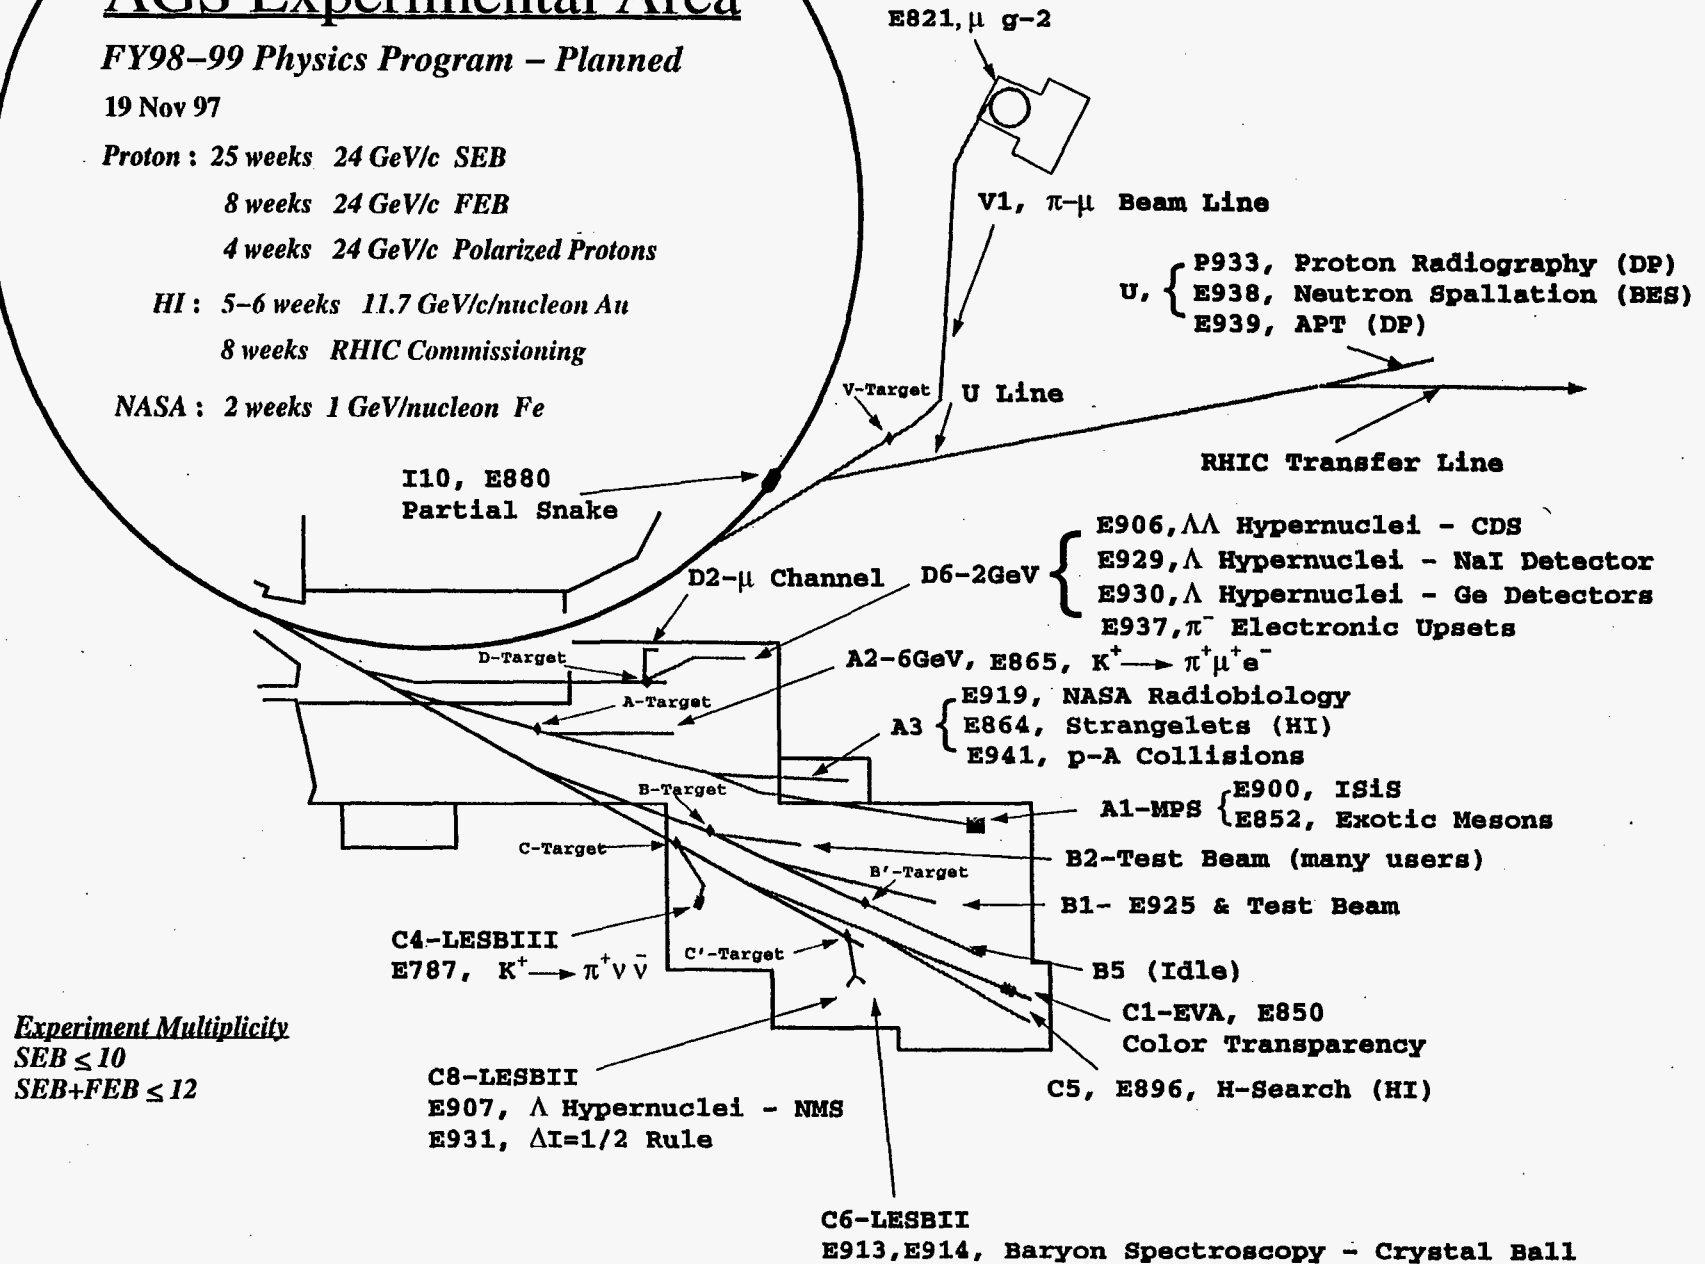 AGS Experimental Area
FY98–99 Physics Program – Planned
19 Nov 97
Proton : 25 weeks 24 GeV/c SEB
8 weeks 24 GeV/c FEB
4 weeks 24 GeV/c Polarized Protons
HI : 5–6 weeks 11.7 GeV/c/nucleon Au
8 weeks RHIC Commissioning
NASA : 2 weeks 1 GeV/nucleon Fe
E821, μ g-2
V1, π-μ Beam Line
U, { P933, Proton Radiography (DP)
E938, Neutron Spallation (BES)
E939, APT (DP)
V-Target
U Line
RHIC Transfer Line
I10, E880
Partial Snake
D2-μ Channel
D6-2GeV
E906, ΛΛ Hypernuclei - CDS
E929, Λ Hypernuclei - NaI Detector
E930, Λ Hypernuclei - Ge Detectors
E937, π⁻ Electronic Upsets
D-Target
A2-6GeV, E865, K⁺→ π⁺μ⁺e⁻
A-Target
A3
E919, NASA Radiobiology
E864, Strangelets (HI)
E941, p-A Collisions
B-Target
A1-MPS
E900, ISiS
E852, Exotic Mesons
C-Target
B2-Test Beam (many users)
B'-Target
B1- E925 & Test Beam
C4-LESBIII
E787, K⁺→ π⁺ν ν̄
C'-Target
B5 (Idle)
C1-EVA, E850
Color Transparency
C5, E896, H-Search (HI)
Experiment Multiplicity
SEB ≤ 10
SEB+FEB ≤ 12
C8-LESBII
E907, Λ Hypernuclei - NMS
E931, ΔI=1/2 Rule
C6-LESBII
E913,E914, Baryon Spectroscopy - Crystal Ball